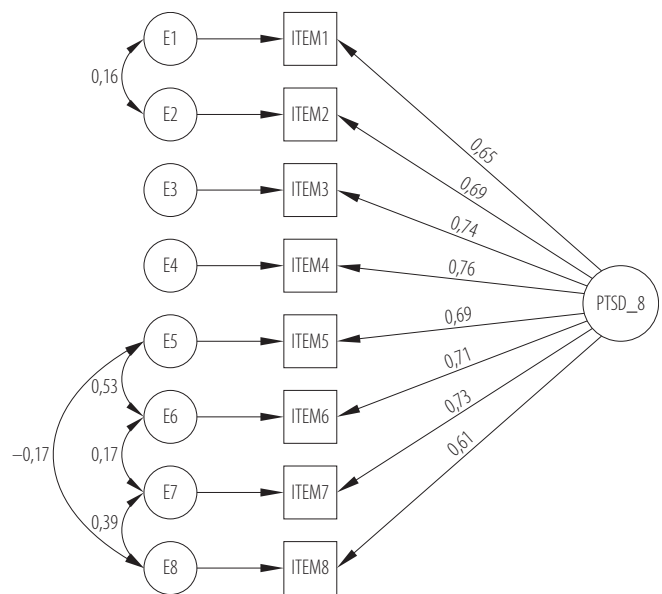 E1
ITEM1
0,16
E2
ITEM2
0,65
0,69
E3
ITEM3
0,74
E4
ITEM4
0,76
PTSD_8
E5
ITEM5
0,69
0,53
0,71
E6
ITEM6
0,73
–0,17
0,17
0,61
E7
ITEM7
0,39
E8
ITEM8